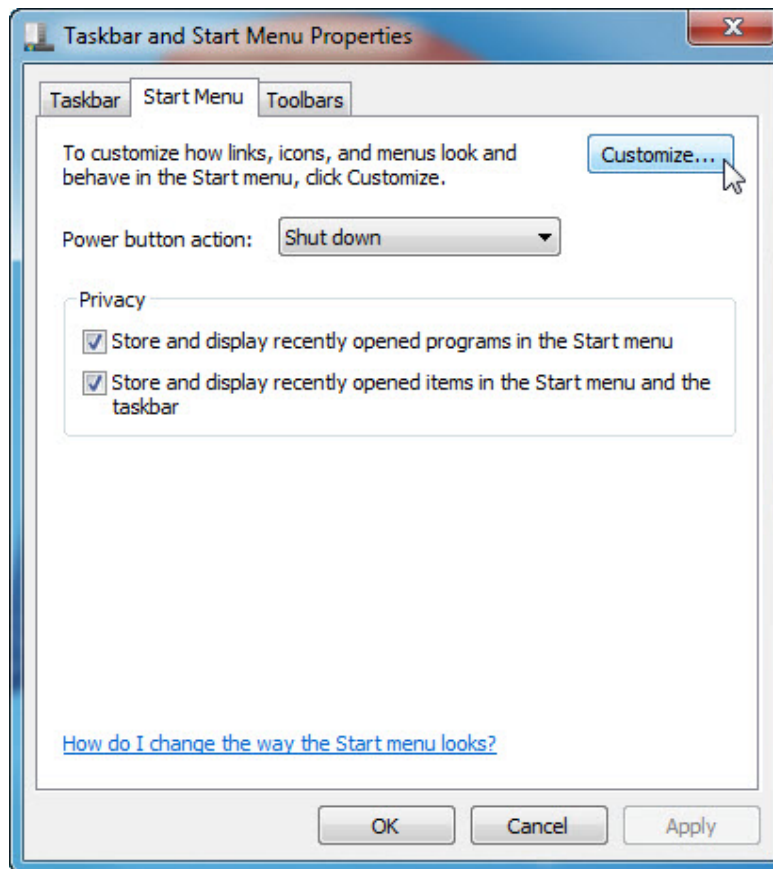 Taskbar and Start Menu Properties
Taskbar
Start Menu
Toolbars
To customize how links, icons, and menus look and
behave in the Start menu, click Customize.
Customize...
Power button action:
Shut down
Privacy
Store and display recently opened programs in the Start menu
Store and display recently opened items in the Start menu and the
taskbar
How do I change the way the Start menu looks?
OK
Cancel
Apply